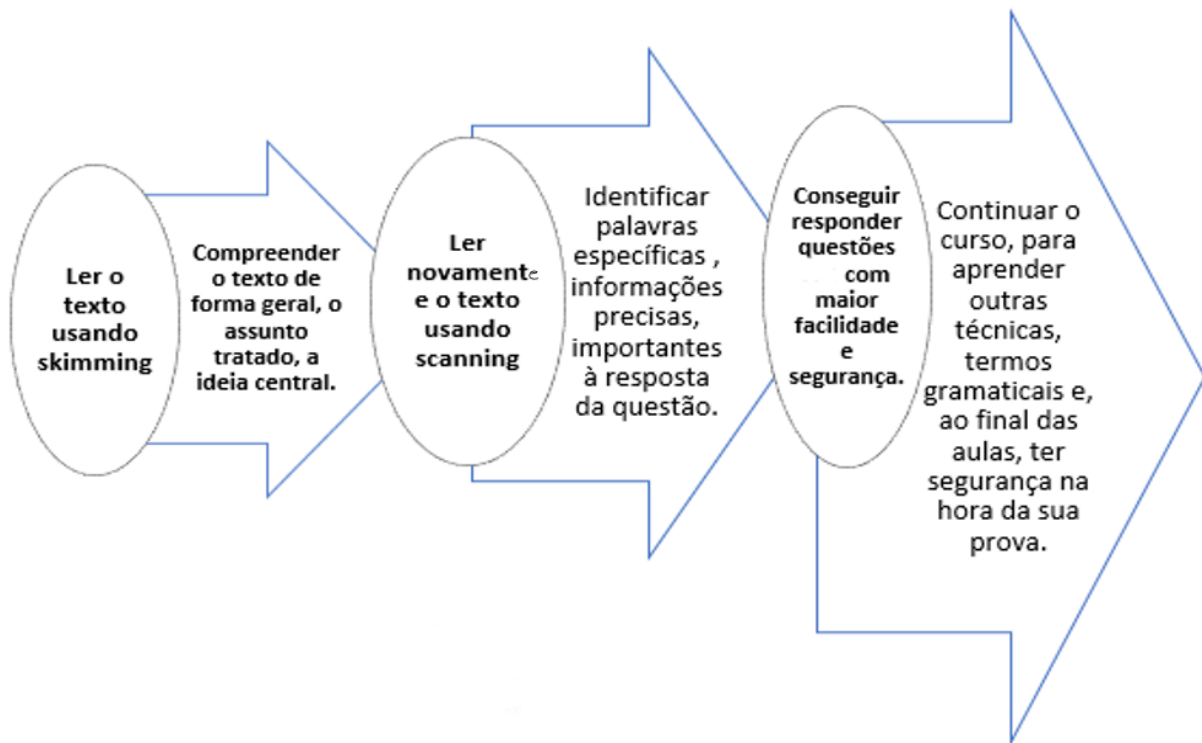 Ler o
texto
usando
skimming
Compreender
o texto de
forma geral, o
assunto
tratado, a
ideia central.
Ler
novament
e o texto
usando
scanning
Identificar
palavras
específicas ,
informações
precisas,
importantes
à resposta
da questão.
Conseguir
responder
questões
com
maior
facilidade
e
segurança.
Continuar o
curso, para
aprender
outras
técnicas,
termos
gramaticais e,
ao final das
aulas, ter
segurança na
hora da sua
prova.